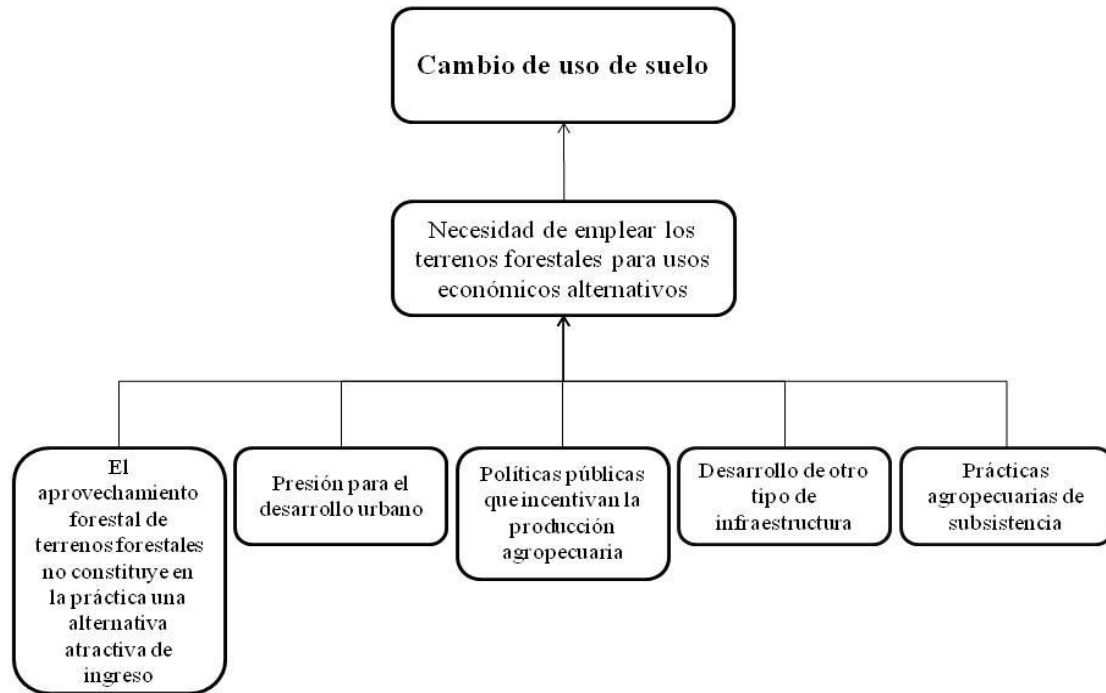 Cambio de uso de suelo
Necesidad de emplear los
terrenos forestales para usos
económicos alternativos
El
aprovechamiento
forestal de
terrenos forestales
no constituye en
la práctica una
alternativa
atractiva de
ingreso
Presión para el
desarrollo urbano
Políticas públicas
que incentivan la
producción
agropecuaria
Desarrollo de otro
tipo de
infraestructura
Prácticas
agropecuarias de
subsistencia